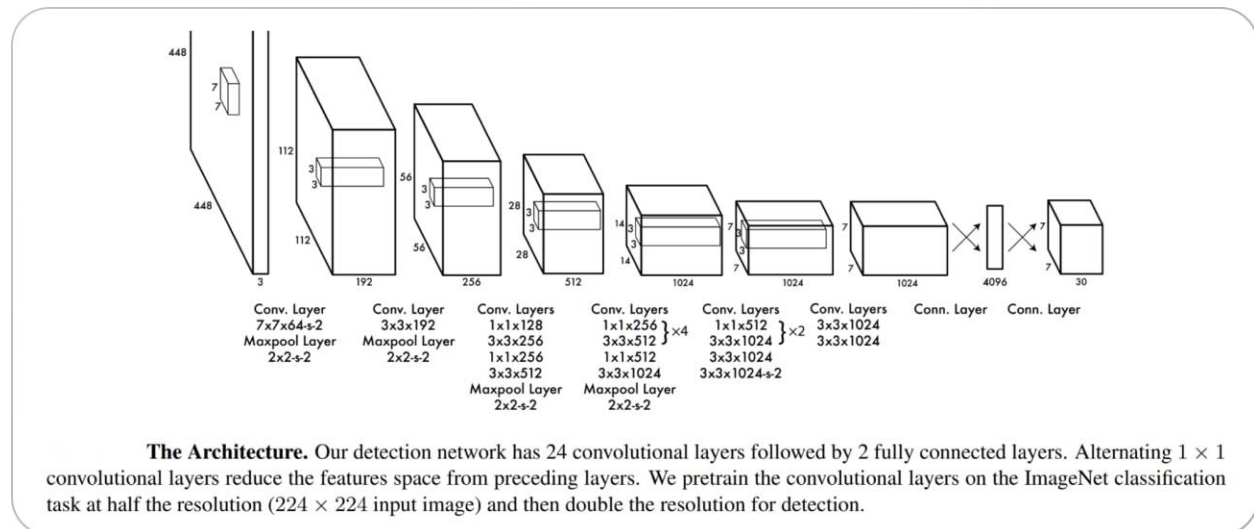 448
7
7
448
3
112
3
3
112
192
56
3
3
56
256
28
3
3
28
512
14
3
3
14
1024
7
3
3
7
1024
7
7
1024
4096
7
7
30
Conv. Layer
7x7x64-s-2
Maxpool Layer
2x2-s-2
Conv. Layer
3x3x192
Maxpool Layer
2x2-s-2
Conv. Layers
1x1x128
3x3x256
1x1x256
3x3x512
Maxpool Layer
2x2-s-2
Conv. Layers
1x1x256
3x3x512 }×4
1x1x512
3x3x1024
Maxpool Layer
2x2-s-2
Conv. Layers
1x1x512
3x3x1024 }×2
3x3x1024
3x3x1024-s-2
Conv. Layers
3x3x1024
3x3x1024
Conn. Layer
Conn. Layer
The Architecture. Our detection network has 24 convolutional layers followed by 2 fully connected layers. Alternating 1 × 1
convolutional layers reduce the features space from preceding layers. We pretrain the convolutional layers on the ImageNet classification
task at half the resolution (224 × 224 input image) and then double the resolution for detection.